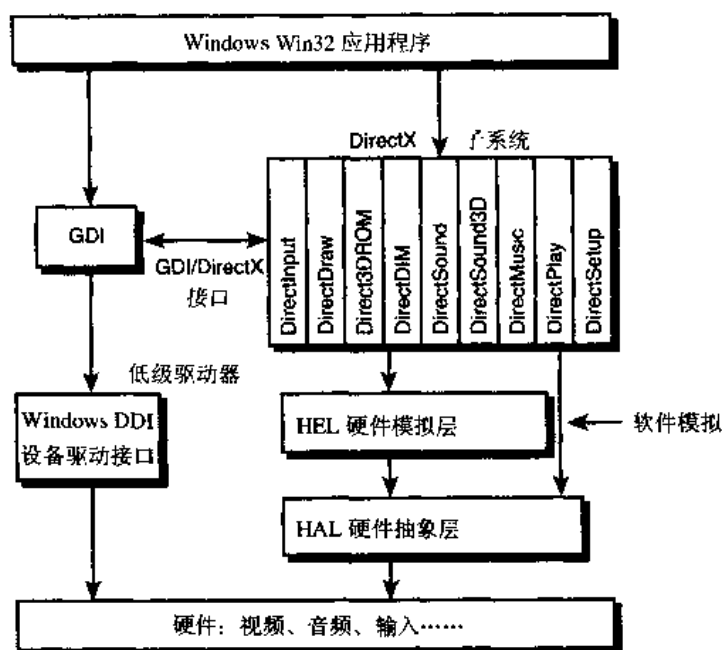 Windows Win32 应用程序
DirectX 子系统
GDI
GDI/DirectX
接口
DirectInput
DirectDraw
Direct3DROM
DirectDIM
DirectSound
DirectSound3D
DirectMusic
DirectPlay
DirectSetup
低级驱动器
Windows DDI
设备驱动接口
HEL 硬件模拟层
软件模拟
HAL 硬件抽象层
硬件：视频、音频、输入……